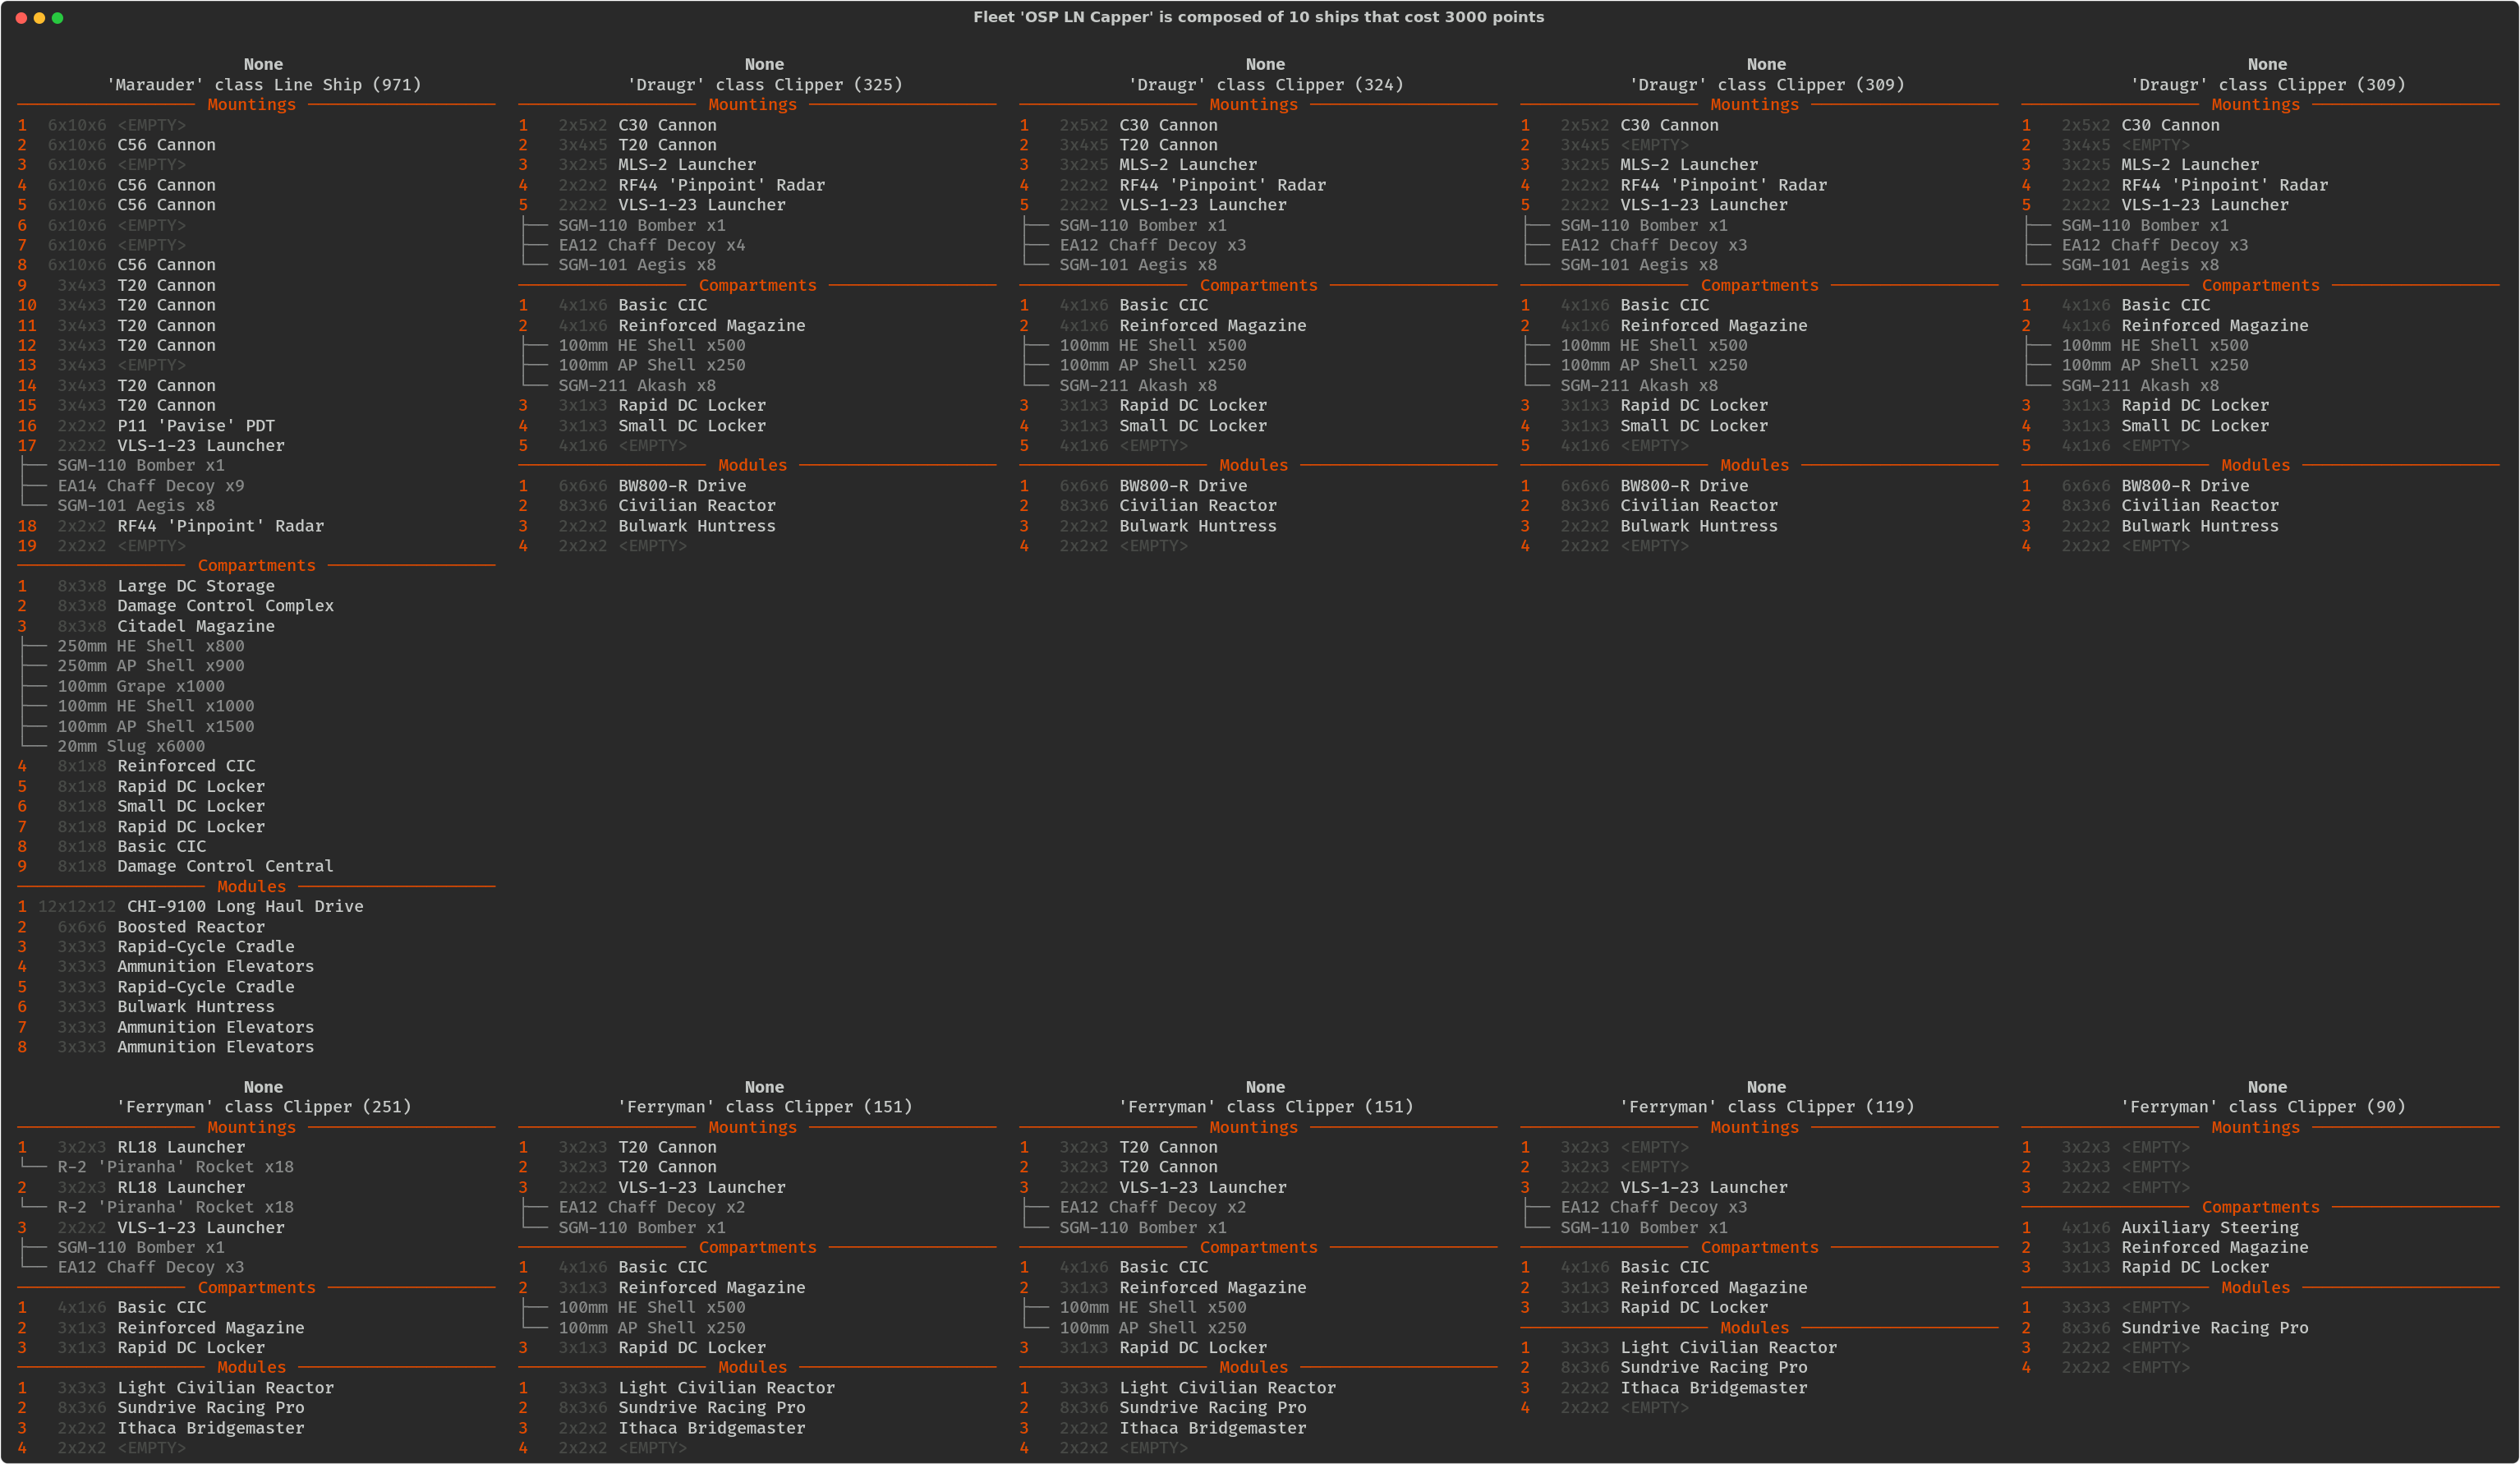 Fleet 'OSP LN Capper' is composed of 10 ships that cost 3000 points
None
'Marauder' class Line Ship (971)
Mountings
1 6x10x6 <EMPTY>
2 6x10x6 C56 Cannon
3 6x10x6 <EMPTY>
4 6x10x6 C56 Cannon
5 6x10x6 C56 Cannon
6 6x10x6 <EMPTY>
7 6x10x6 <EMPTY>
8 6x10x6 C56 Cannon
9 3x4x3 T20 Cannon
10 3x4x3 T20 Cannon
11 3x4x3 T20 Cannon
12 3x4x3 T20 Cannon
13 3x4x3 <EMPTY>
14 3x4x3 T20 Cannon
15 3x4x3 T20 Cannon
16 2x2x2 P11 'Pavise' PDT
17 2x2x2 VLS-1-23 Launcher
SGM-110 Bomber x1
EA14 Chaff Decoy x9
SGM-101 Aegis x8
18 2x2x2 RF44 'Pinpoint' Radar
19 2x2x2 <EMPTY>
Compartments
1 8x3x8 Large DC Storage
2 8x3x8 Damage Control Complex
3 8x3x8 Citadel Magazine
250mm HE Shell x800
250mm AP Shell x900
100mm Grape x1000
100mm HE Shell x1000
100mm AP Shell x1500
20mm Slug x6000
4 8x1x8 Reinforced CIC
5 8x1x8 Rapid DC Locker
6 8x1x8 Small DC Locker
7 8x1x8 Rapid DC Locker
8 8x1x8 Basic CIC
9 8x1x8 Damage Control Central
Modules
1 12x12x12 CHI-9100 Long Haul Drive
2 6x6x6 Boosted Reactor
3 3x3x3 Rapid-Cycle Cradle
4 3x3x3 Ammunition Elevators
5 3x3x3 Rapid-Cycle Cradle
6 3x3x3 Bulwark Huntress
7 3x3x3 Ammunition Elevators
8 3x3x3 Ammunition Elevators
None
'Draugr' class Clipper (325)
Mountings
1 2x5x2 C30 Cannon
2 3x4x5 T20 Cannon
3 3x2x5 MLS-2 Launcher
4 2x2x2 RF44 'Pinpoint' Radar
5 2x2x2 VLS-1-23 Launcher
SGM-110 Bomber x1
EA12 Chaff Decoy x4
SGM-101 Aegis x8
Compartments
1 4x1x6 Basic CIC
2 4x1x6 Reinforced Magazine
100mm HE Shell x500
100mm AP Shell x250
SGM-211 Akash x8
3 3x1x3 Rapid DC Locker
4 3x1x3 Small DC Locker
5 4x1x6 <EMPTY>
Modules
1 6x6x6 BW800-R Drive
2 8x3x6 Civilian Reactor
3 2x2x2 Bulwark Huntress
4 2x2x2 <EMPTY>
None
'Draugr' class Clipper (324)
Mountings
1 2x5x2 C30 Cannon
2 3x4x5 T20 Cannon
3 3x2x5 MLS-2 Launcher
4 2x2x2 RF44 'Pinpoint' Radar
5 2x2x2 VLS-1-23 Launcher
SGM-110 Bomber x1
EA12 Chaff Decoy x3
SGM-101 Aegis x8
Compartments
1 4x1x6 Basic CIC
2 4x1x6 Reinforced Magazine
100mm HE Shell x500
100mm AP Shell x250
SGM-211 Akash x8
3 3x1x3 Rapid DC Locker
4 3x1x3 Small DC Locker
5 4x1x6 <EMPTY>
Modules
1 6x6x6 BW800-R Drive
2 8x3x6 Civilian Reactor
3 2x2x2 Bulwark Huntress
4 2x2x2 <EMPTY>
None
'Draugr' class Clipper (309)
Mountings
1 2x5x2 C30 Cannon
2 3x4x5 <EMPTY>
3 3x2x5 MLS-2 Launcher
4 2x2x2 RF44 'Pinpoint' Radar
5 2x2x2 VLS-1-23 Launcher
SGM-110 Bomber x1
EA12 Chaff Decoy x3
SGM-101 Aegis x8
Compartments
1 4x1x6 Basic CIC
2 4x1x6 Reinforced Magazine
100mm HE Shell x500
100mm AP Shell x250
SGM-211 Akash x8
3 3x1x3 Rapid DC Locker
4 3x1x3 Small DC Locker
5 4x1x6 <EMPTY>
Modules
1 6x6x6 BW800-R Drive
2 8x3x6 Civilian Reactor
3 2x2x2 Bulwark Huntress
4 2x2x2 <EMPTY>
None
'Draugr' class Clipper (309)
Mountings
1 2x5x2 C30 Cannon
2 3x4x5 <EMPTY>
3 3x2x5 MLS-2 Launcher
4 2x2x2 RF44 'Pinpoint' Radar
5 2x2x2 VLS-1-23 Launcher
SGM-110 Bomber x1
EA12 Chaff Decoy x3
SGM-101 Aegis x8
Compartments
1 4x1x6 Basic CIC
2 4x1x6 Reinforced Magazine
100mm HE Shell x500
100mm AP Shell x250
SGM-211 Akash x8
3 3x1x3 Rapid DC Locker
4 3x1x3 Small DC Locker
5 4x1x6 <EMPTY>
Modules
1 6x6x6 BW800-R Drive
2 8x3x6 Civilian Reactor
3 2x2x2 Bulwark Huntress
4 2x2x2 <EMPTY>
None
'Ferryman' class Clipper (251)
Mountings
1 3x2x3 RL18 Launcher
R-2 'Piranha' Rocket x18
2 3x2x3 RL18 Launcher
R-2 'Piranha' Rocket x18
3 2x2x2 VLS-1-23 Launcher
SGM-110 Bomber x1
EA12 Chaff Decoy x3
Compartments
1 4x1x6 Basic CIC
2 3x1x3 Reinforced Magazine
3 3x1x3 Rapid DC Locker
Modules
1 3x3x3 Light Civilian Reactor
2 8x3x6 Sundrive Racing Pro
3 2x2x2 Ithaca Bridgemaster
4 2x2x2 <EMPTY>
None
'Ferryman' class Clipper (151)
Mountings
1 3x2x3 T20 Cannon
2 3x2x3 T20 Cannon
3 2x2x2 VLS-1-23 Launcher
EA12 Chaff Decoy x2
SGM-110 Bomber x1
Compartments
1 4x1x6 Basic CIC
2 3x1x3 Reinforced Magazine
100mm HE Shell x500
100mm AP Shell x250
3 3x1x3 Rapid DC Locker
Modules
1 3x3x3 Light Civilian Reactor
2 8x3x6 Sundrive Racing Pro
3 2x2x2 Ithaca Bridgemaster
4 2x2x2 <EMPTY>
None
'Ferryman' class Clipper (151)
Mountings
1 3x2x3 T20 Cannon
2 3x2x3 T20 Cannon
3 2x2x2 VLS-1-23 Launcher
EA12 Chaff Decoy x2
SGM-110 Bomber x1
Compartments
1 4x1x6 Basic CIC
2 3x1x3 Reinforced Magazine
100mm HE Shell x500
100mm AP Shell x250
3 3x1x3 Rapid DC Locker
Modules
1 3x3x3 Light Civilian Reactor
2 8x3x6 Sundrive Racing Pro
3 2x2x2 Ithaca Bridgemaster
4 2x2x2 <EMPTY>
None
'Ferryman' class Clipper (119)
Mountings
1 3x2x3 <EMPTY>
2 3x2x3 <EMPTY>
3 2x2x2 VLS-1-23 Launcher
EA12 Chaff Decoy x3
SGM-110 Bomber x1
Compartments
1 4x1x6 Basic CIC
2 3x1x3 Reinforced Magazine
3 3x1x3 Rapid DC Locker
Modules
1 3x3x3 Light Civilian Reactor
2 8x3x6 Sundrive Racing Pro
3 2x2x2 Ithaca Bridgemaster
4 2x2x2 <EMPTY>
None
'Ferryman' class Clipper (90)
Mountings
1 3x2x3 <EMPTY>
2 3x2x3 <EMPTY>
3 2x2x2 <EMPTY>
Compartments
1 4x1x6 Auxiliary Steering
2 3x1x3 Reinforced Magazine
3 3x1x3 Rapid DC Locker
Modules
1 3x3x3 <EMPTY>
2 8x3x6 Sundrive Racing Pro
3 2x2x2 <EMPTY>
4 2x2x2 <EMPTY>